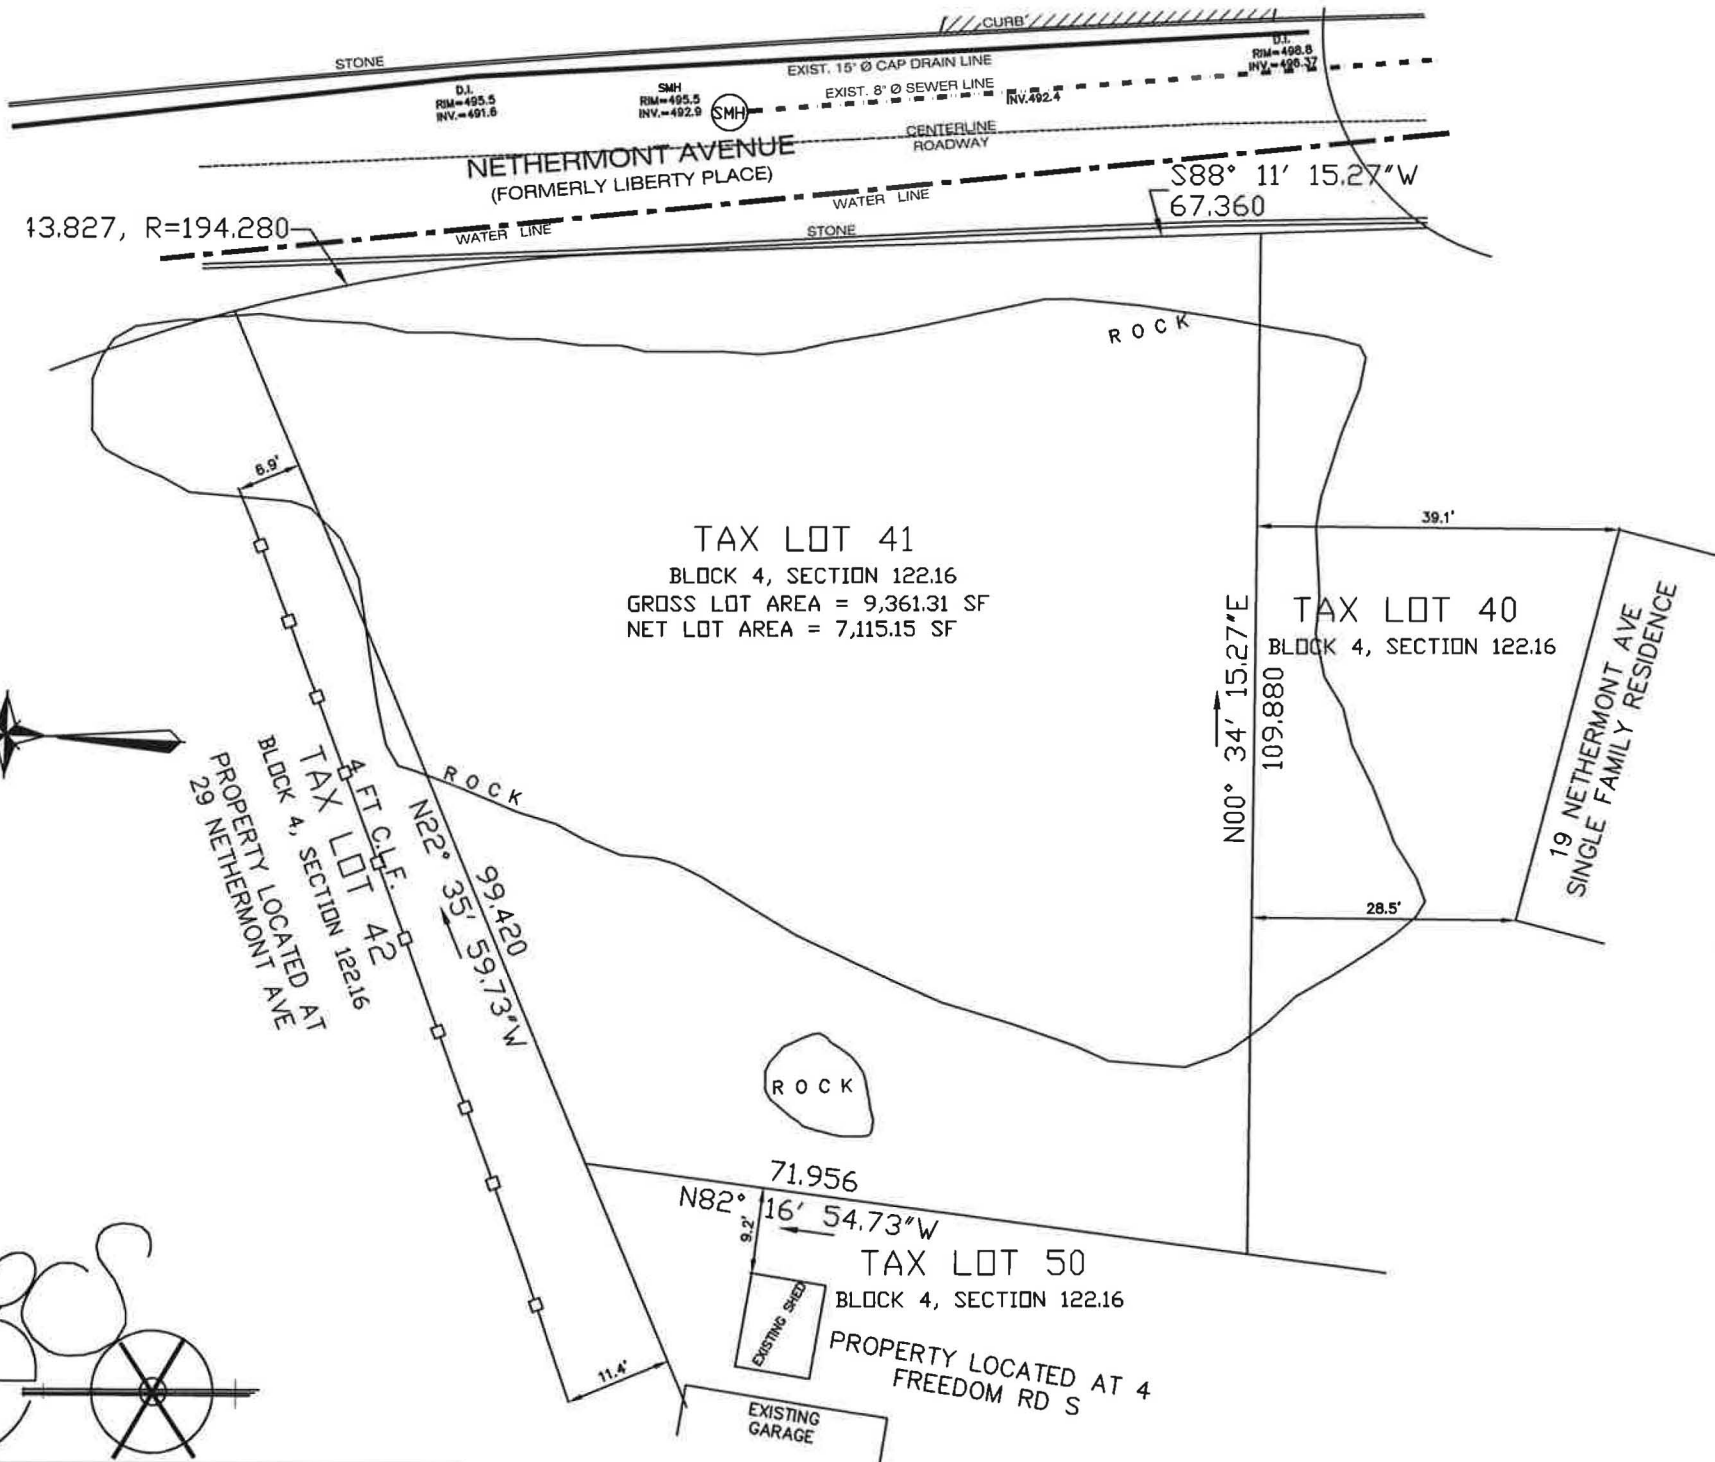 CURB
STONE
D.I.
RIM=498.8
INV.=496.37
EXIST. 15" Ø CAP DRAIN LINE
D.I.
RIM=495.5
INV.=491.6
SMH
RIM=495.5
INV.=492.9
SMH
EXIST. 8" Ø SEWER LINE
INV.492.4
CENTERLINE
ROADWAY
NETHERMONT AVENUE
(FORMERLY LIBERTY PLACE)
S88° 11' 15.27"W
67.360
WATER LINE
WATER LINE
STONE
43.827, R=194.280
ROCK
6.9'
39.1'
TAX LOT 41
BLOCK 4, SECTION 122.16
GROSS LOT AREA = 9,361.31 SF
NET LOT AREA = 7,115.15 SF
N00° 34' 15.27"E
109.880
TAX LOT 40
BLOCK 4, SECTION 122.16
19 NETHERMONT AVE
SINGLE FAMILY RESIDENCE
28.5'
ROCK
4 FT C.L.F.
TAX LOT 42
BLOCK 4, SECTION 122.16
PROPERTY LOCATED AT
29 NETHERMONT AVE
99.420
N22° 35' 59.73"W
ROCK
71.956
N82° 16' 54.73"W
9.2'
TAX LOT 50
BLOCK 4, SECTION 122.16
EXISTING SHED
PROPERTY LOCATED AT 4
FREEDOM RD S
11.4'
EXISTING
GARAGE